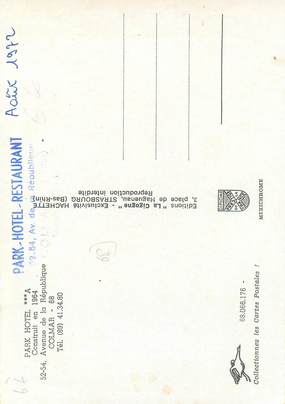 Août 1972
PARK-HOTEL-RESTAURANT
52-54, Av. de la République
PARK HOTEL ***A
Construit en 1964
52-54, Avenue de la République
COLMAR - 68
Tél. (89) 41.34.80
Editions "La Cigogne" - Exclusivité HACHETTE
3, place de Haguenau, STRASBOURG (Bas-Rhin)
Reproduction interdite
MEXICHROME
68.066.176 -
Collectionnez les Cartes Postales !